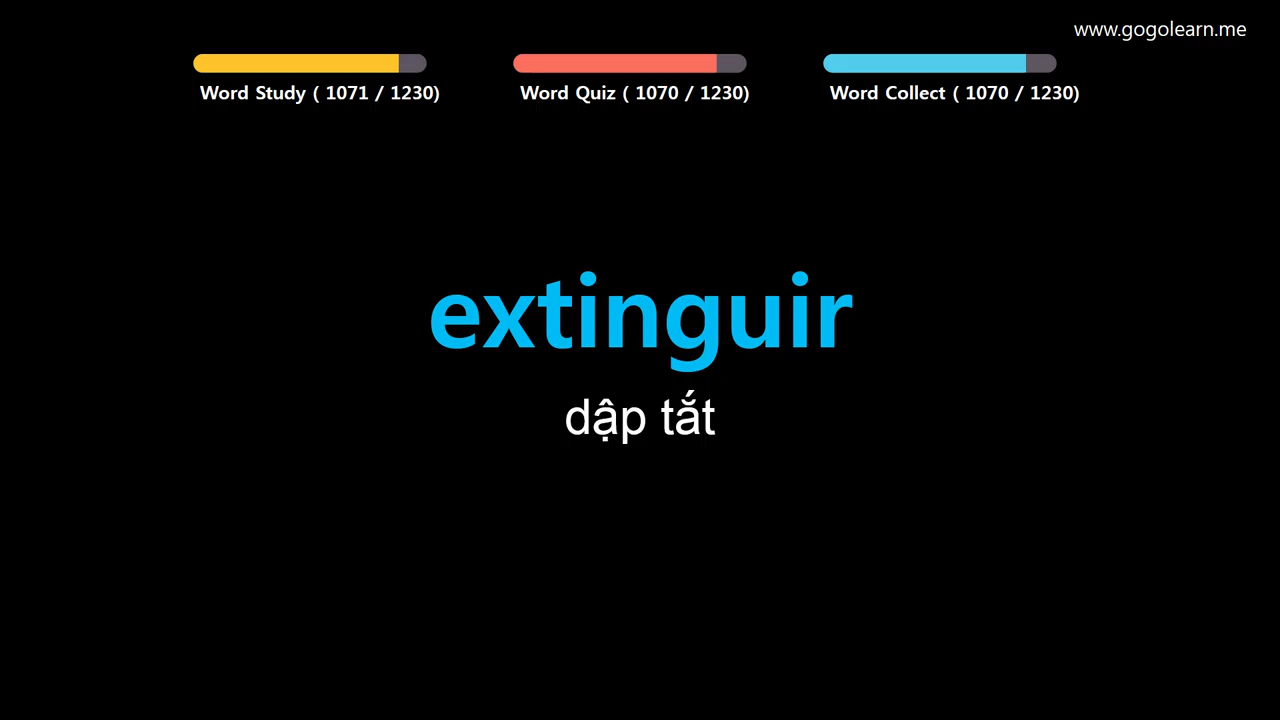 www.gogolearn.me
Word Study ( 1071 / 1230)
Word Quiz ( 1070 / 1230)
Word Collect ( 1070 / 1230)
extinguir
dập tắt